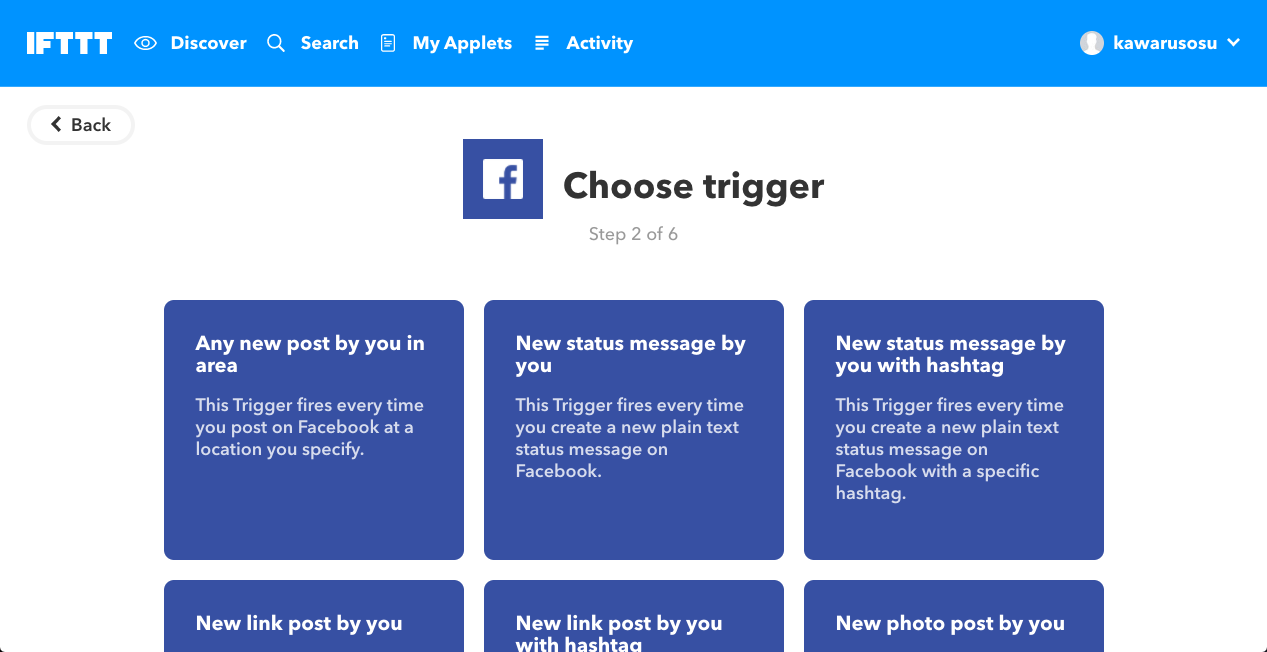 IFTTT Discover Search My Applets Activity kawarusosu
Back
Choose trigger
Step 2 of 6
Any new post by you in
area
This Trigger fires every time
you post on Facebook at a
location you specify.
New status message by
you
This Trigger fires every time
you create a new plain text
status message on
Facebook.
New status message by
you with hashtag
This Trigger fires every time
you create a new plain text
status message on
Facebook with a specific
hashtag.
New link post by you
New link post by you
with hashtag
New photo post by you